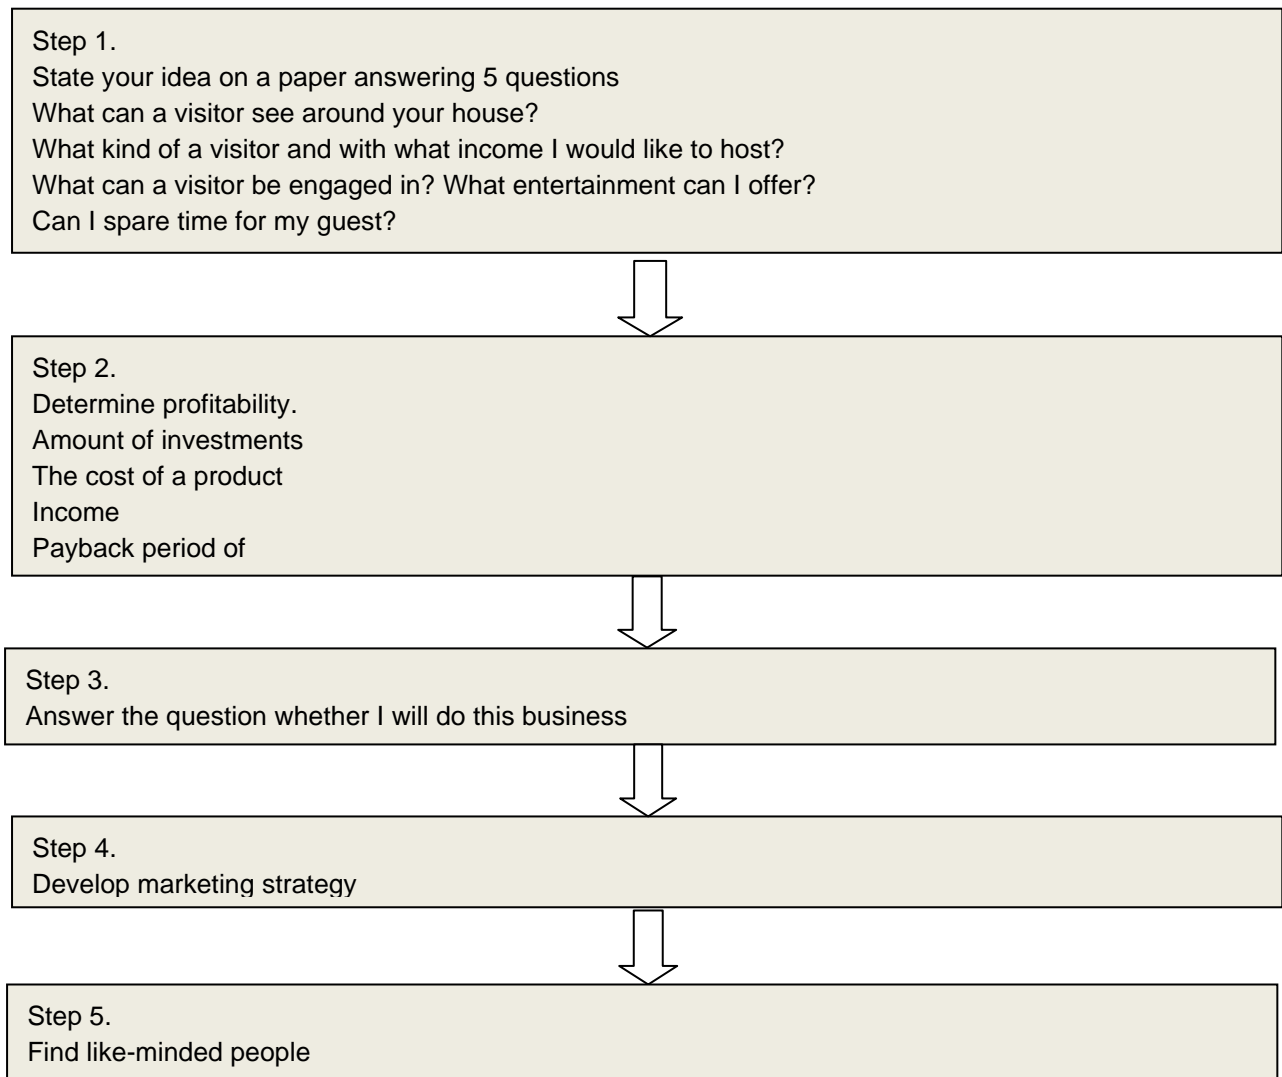 Step 1.
State your idea on a paper answering 5 questions
What can a visitor see around your house?
What kind of a visitor and with what income I would like to host?
What can a visitor be engaged in? What entertainment can I offer?
Can I spare time for my guest?
Step 2.
Determine profitability.
Amount of investments
The cost of a product
Income
Payback period of
Step 3.
Answer the question whether I will do this business
Step 4.
Develop marketing strategy
Step 5.
Find like-minded people